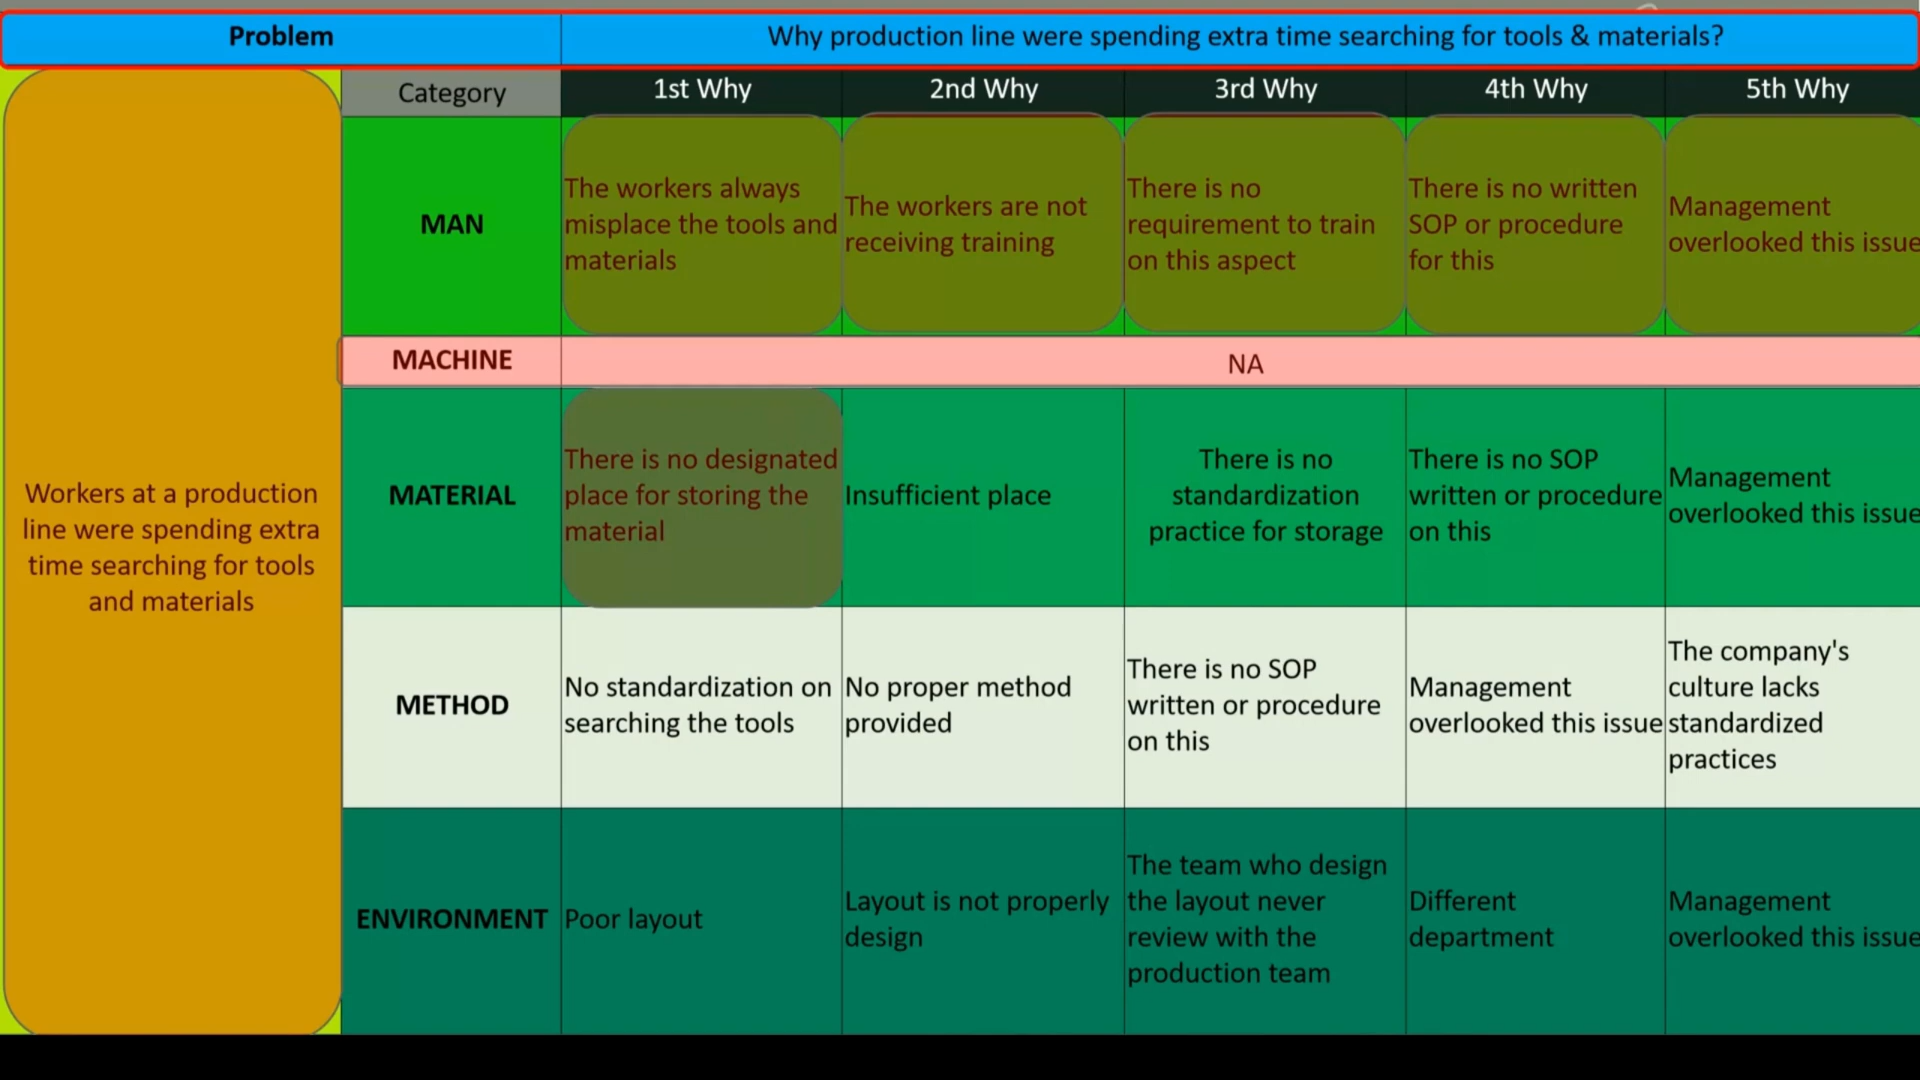 Problem
Why production line were spending extra time searching for tools & materials?
Category
1st Why
2nd Why
3rd Why
4th Why
5th Why
Workers at a production
line were spending extra
time searching for tools
and materials
MAN
The workers always
misplace the tools and
materials
The workers are not
receiving training
There is no
requirement to train
on this aspect
There is no written
SOP or procedure
for this
Management
overlooked this issue
MACHINE
NA
MATERIAL
There is no designated
place for storing the
material
Insufficient place
There is no
standardization
practice for storage
There is no SOP
written or procedure
on this
Management
overlooked this issue
METHOD
No standardization on
searching the tools
No proper method
provided
There is no SOP
written or procedure
on this
Management
overlooked this issue
The company's
culture lacks
standardized
practices
ENVIRONMENT
Poor layout
Layout is not properly
design
The team who design
the layout never
review with the
production team
Different
department
Management
overlooked this issue